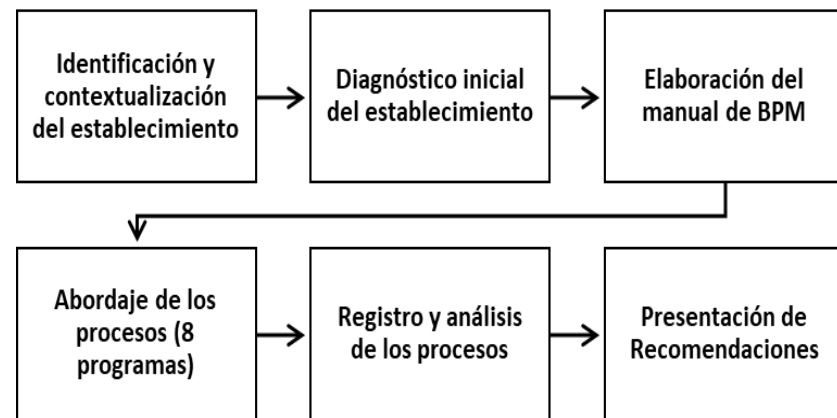 Identificación y
contextualización
del establecimiento
Diagnóstico inicial
del establecimiento
Elaboración del
manual de BPM
Abordaje de los
procesos (8
programas)
Registro y análisis
de los procesos
Presentación de
Recomendaciones